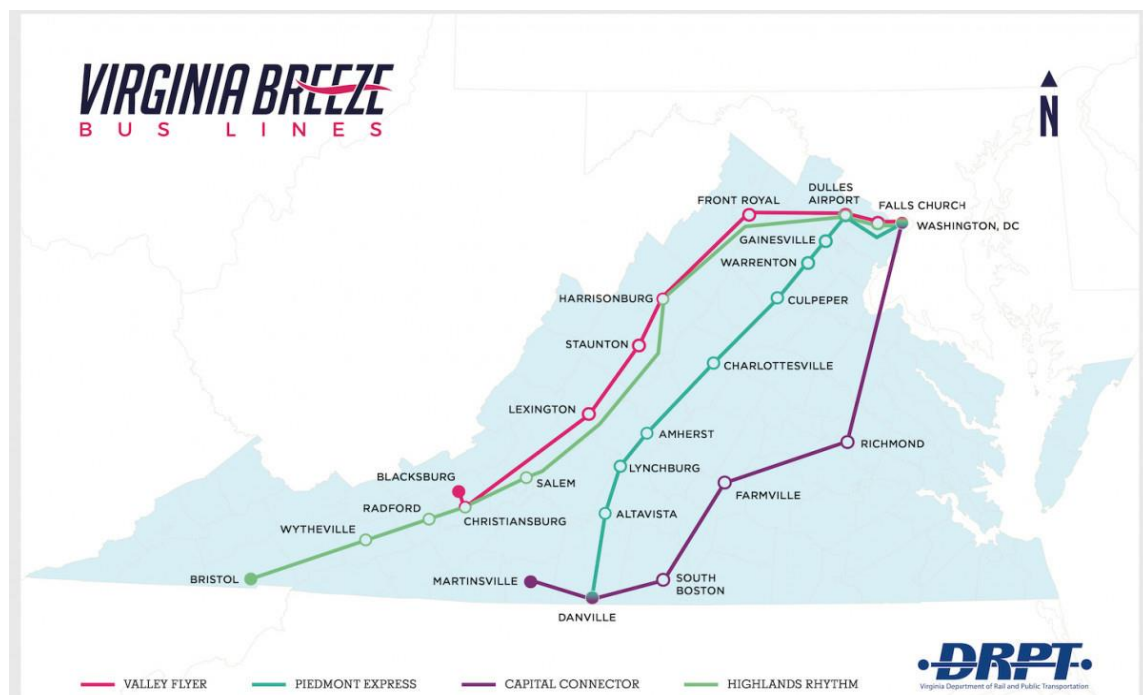 VIRGINIA BREEZE
BUS LINES
N
FRONT ROYAL
DULLES
AIRPORT
FALLS CHURCH
WASHINGTON, DC
GAINESVILLE
WARRENTON
HARRISONBURG
CULPEPER
STAUNTON
CHARLOTTESVILLE
LEXINGTON
AMHERST
RICHMOND
BLACKSBURG
LYNCHBURG
SALEM
FARMVILLE
RADFORD
CHRISTIANSBURG
ALTAVISTA
WYTHEVILLE
BRISTOL
MARTINSVILLE
SOUTH
BOSTON
DANVILLE
DRPT
Virginia Department of Rail and Public Transportation
VALLEY FLYER
PIEDMONT EXPRESS
CAPITAL CONNECTOR
HIGHLANDS RHYTHM